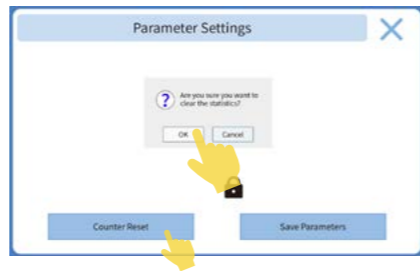 Parameter Settings
Are you sure you want to
clear the statistics?
OK
Cancel
Counter Reset
Save Parameters